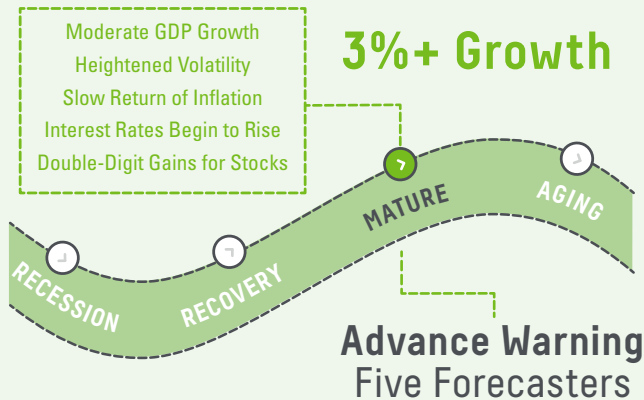 Moderate GDP Growth
Heightened Volatility
Slow Return of Inflation
Interest Rates Begin to Rise
Double-Digit Gains for Stocks
3%+ Growth
RECESSION
RECOVERY
MATURE
AGING
Advance Warning
Five Forecasters